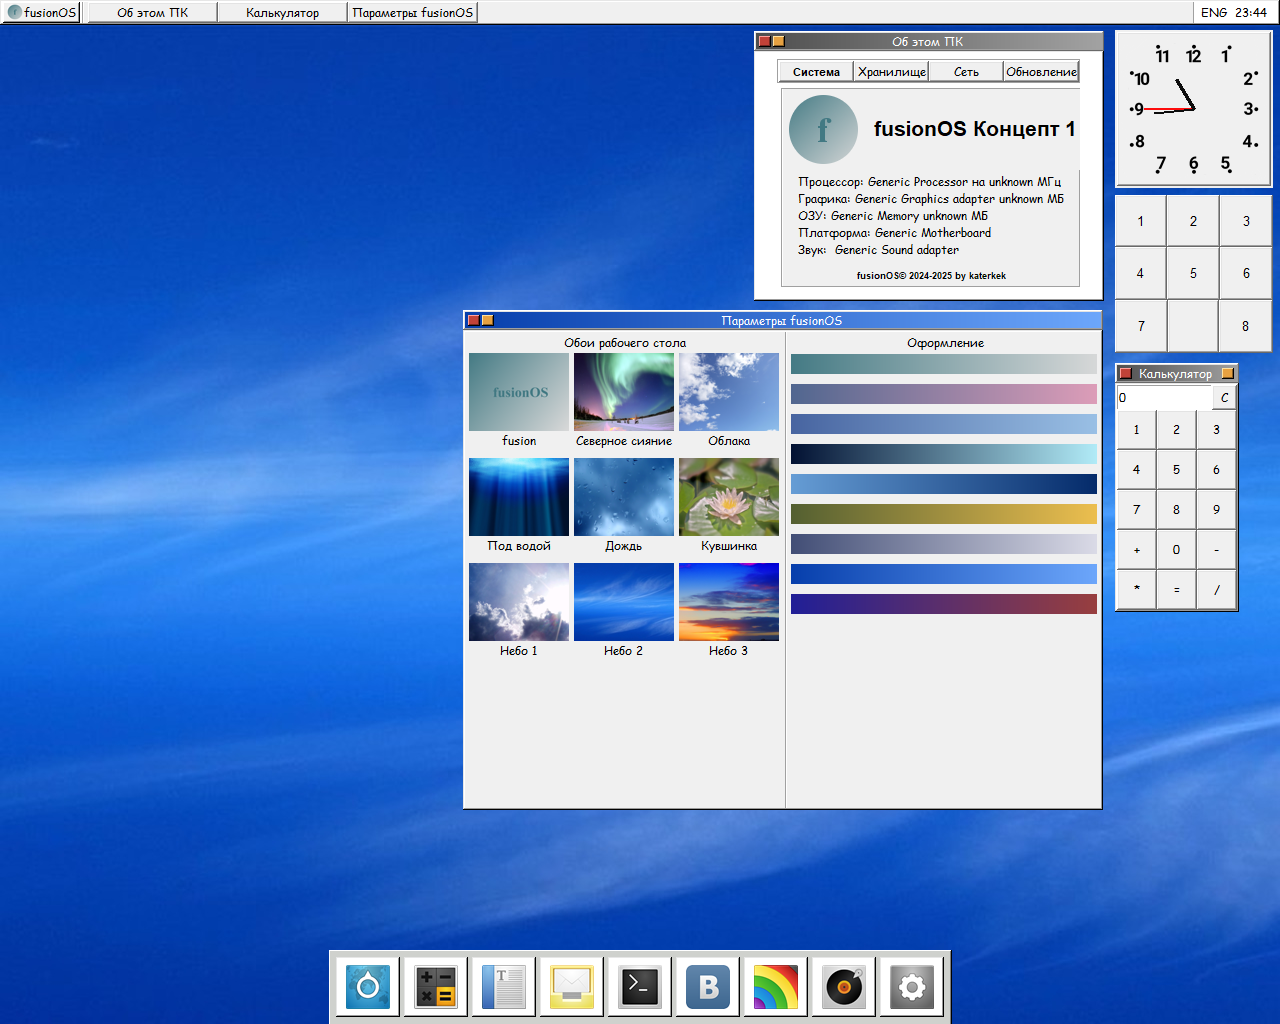 fusionOS
Об этом ПК
Калькулятор
Параметры fusionOS
ENG 23:44
Об этом ПК
Система
Хранилище
Сеть
Обновление
f
fusionOS Концепт 1
Процессор: Generic Processor на unknown МГц
Графика: Generic Graphics adapter unknown МБ
ОЗУ: Generic Memory unknown МБ
Платформа: Generic Motherboard
Звук: Generic Sound adapter
fusionOS© 2024-2025 by katerkek
12
1
2
3
4
5
6
7
8
9
10
11
1 2 3
4 5 6
7 8
Параметры fusionOS
Обои рабочего стола
fusionOS
fusion
Северное сияние
Облака
Под водой
Дождь
Кувшинка
Небо 1
Небо 2
Небо 3
Оформление
Калькулятор
0 C
1 2 3
4 5 6
7 8 9
+ 0 -
* = /
T
>_
B